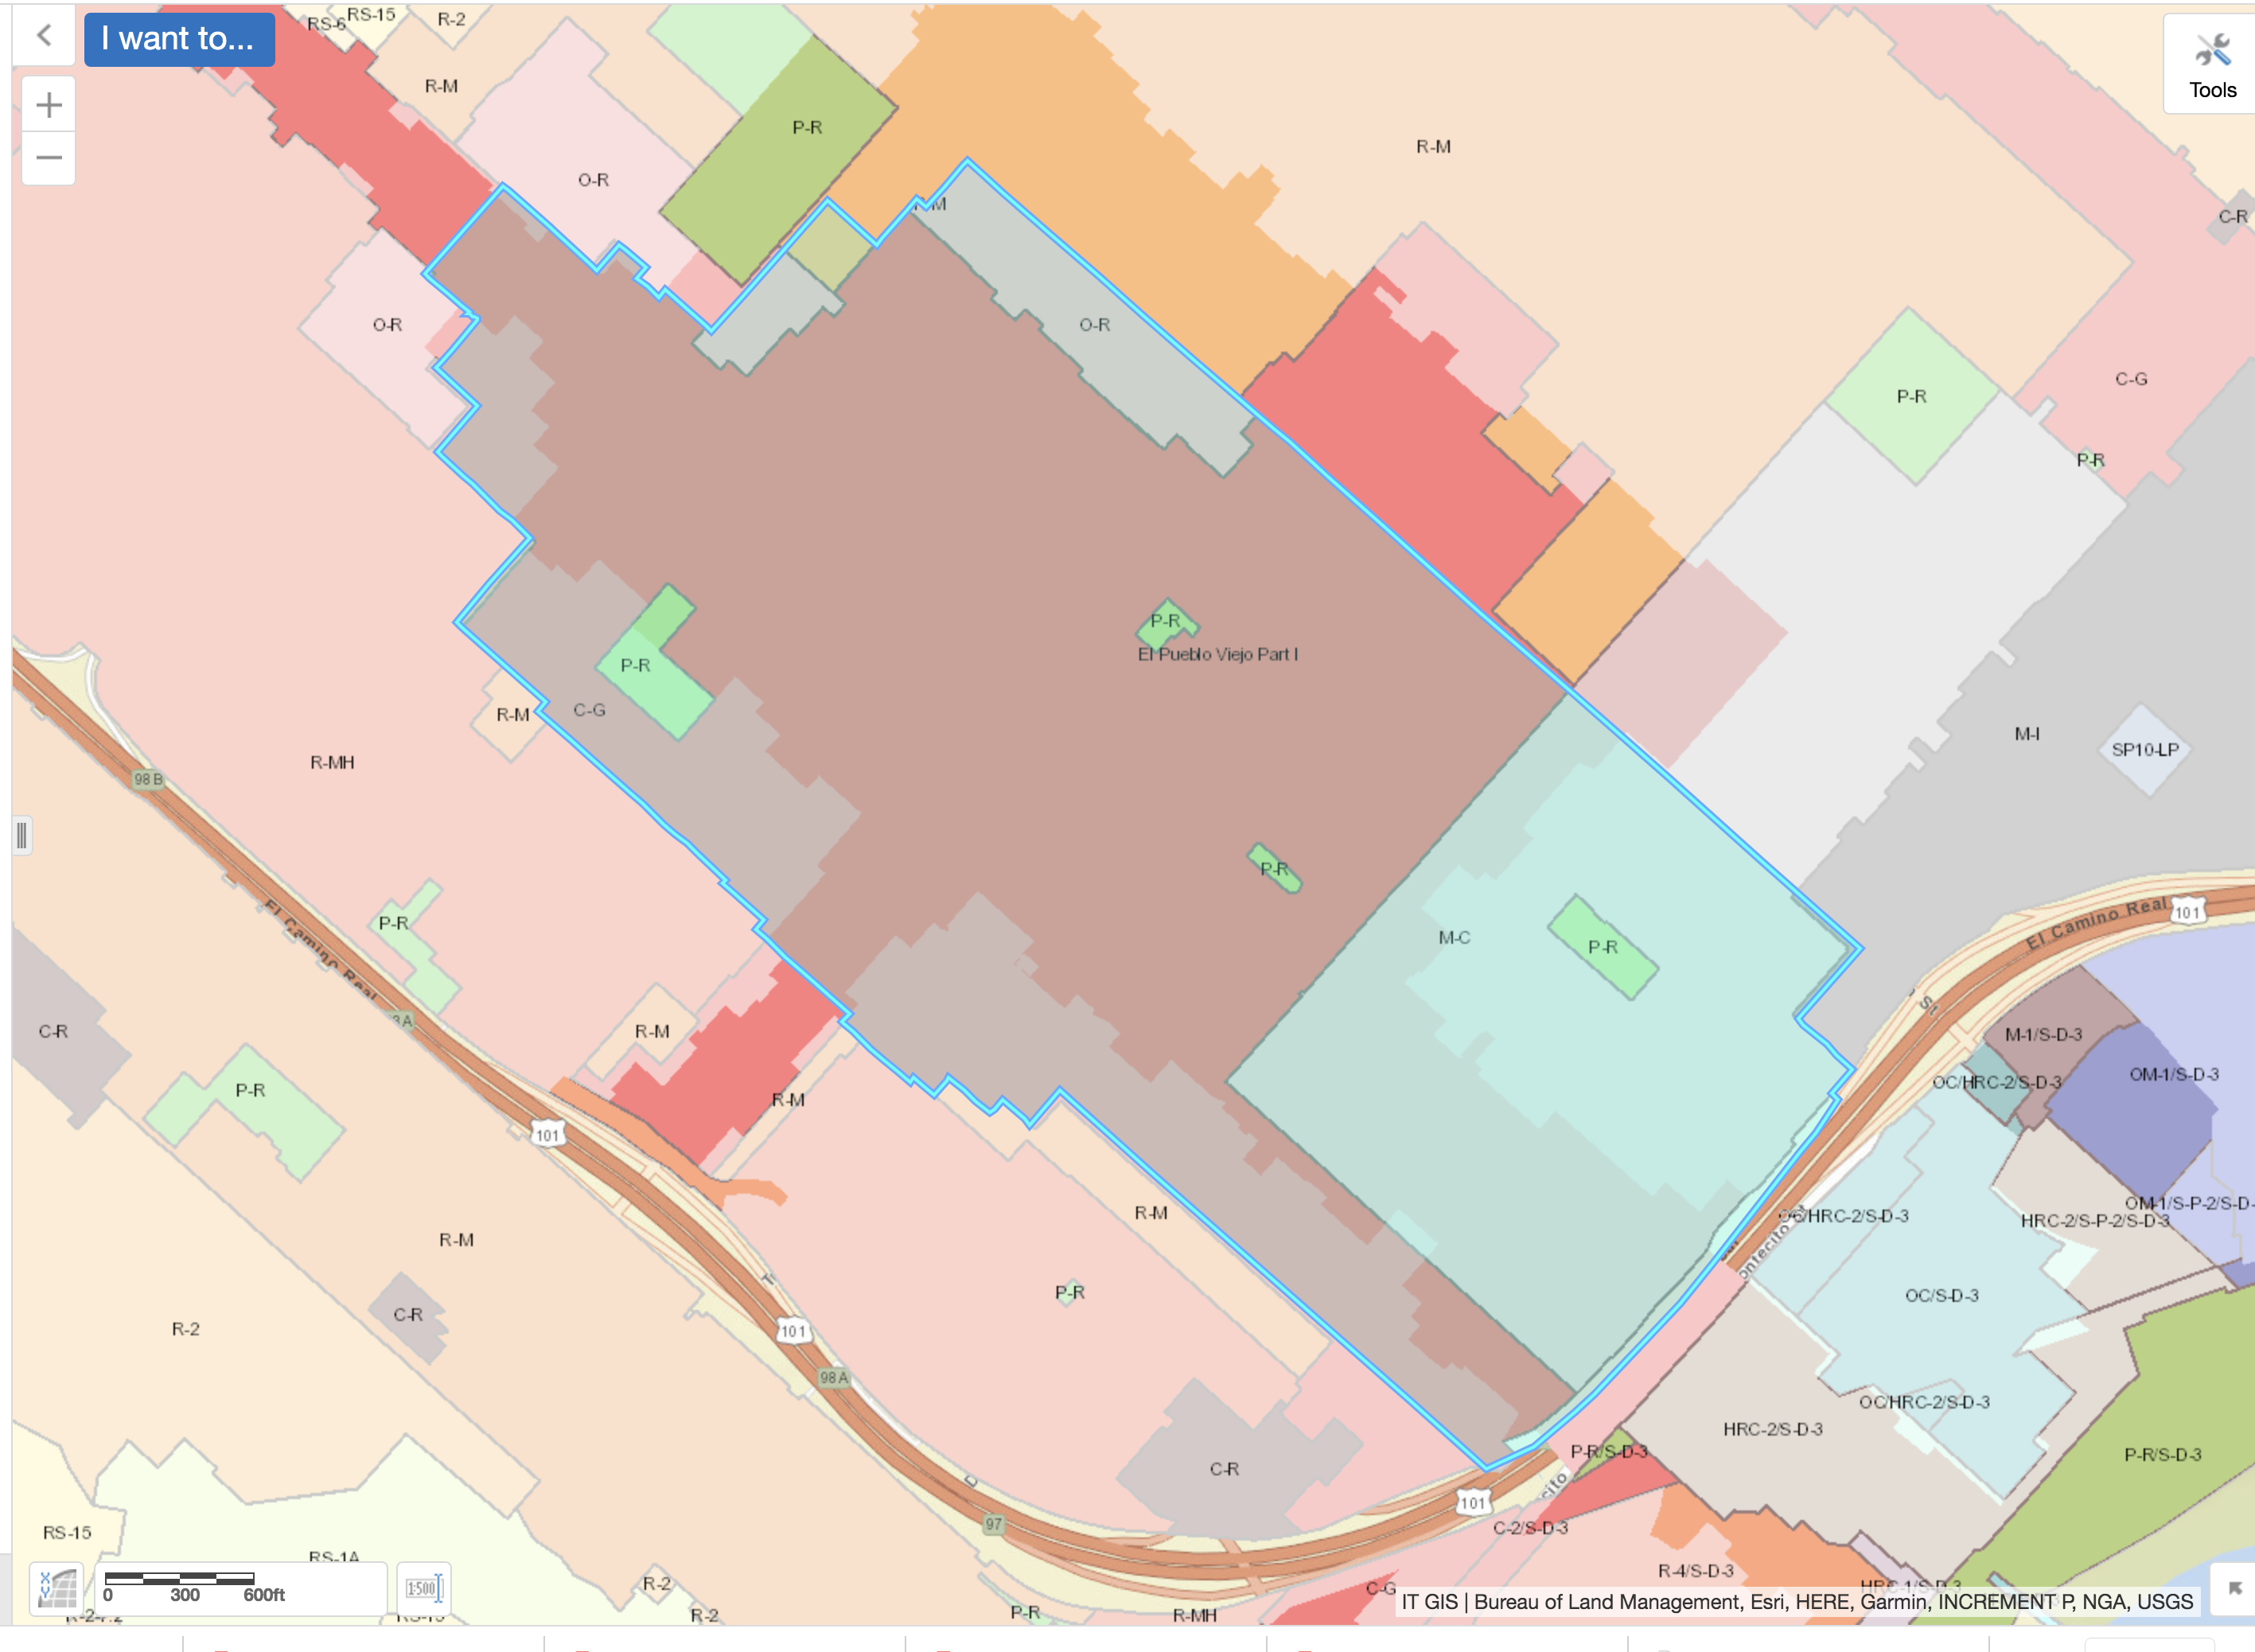 I want to...
Tools
RS-6
RS-15
R-2
R-M
P-R
R-M
O-R
C-R
O-R
O-R
C-G
P-R
P-R
P-R
El Pueblo Viejo Part I
P-R
C-G
R-M
R-MH
M-I
SP10-LP
98 B
P-R
P-R
M-C
P-R
El Camino Real
101
El Camino Real
St
C-R
R-M
M-1/S-D-3
OC/HRC-2/S-D-3
OM-1/S-D-3
P-R
R-M
101
R-M
OM-1/S-P-2/S-D-
HRC-2/S-P-2/S-D-3
R-M
P-R
OC/S-D-3
C-R
R-2
101
98 A
OC/HRC-2/S-D-3
HRC-2/S-D-3
P-R/S-D-3
P-R/S-D-3
C-R
101
97
C-2/S-D-3
RS-15
RS-1A
R-4/S-D-3
R-2
C-G
HRC-1/S-D-3
P-R
R-MH
R-2
0 300 600ft
1:500
IT GIS | Bureau of Land Management, Esri, HERE, Garmin, INCREMENT P, NGA, USGS